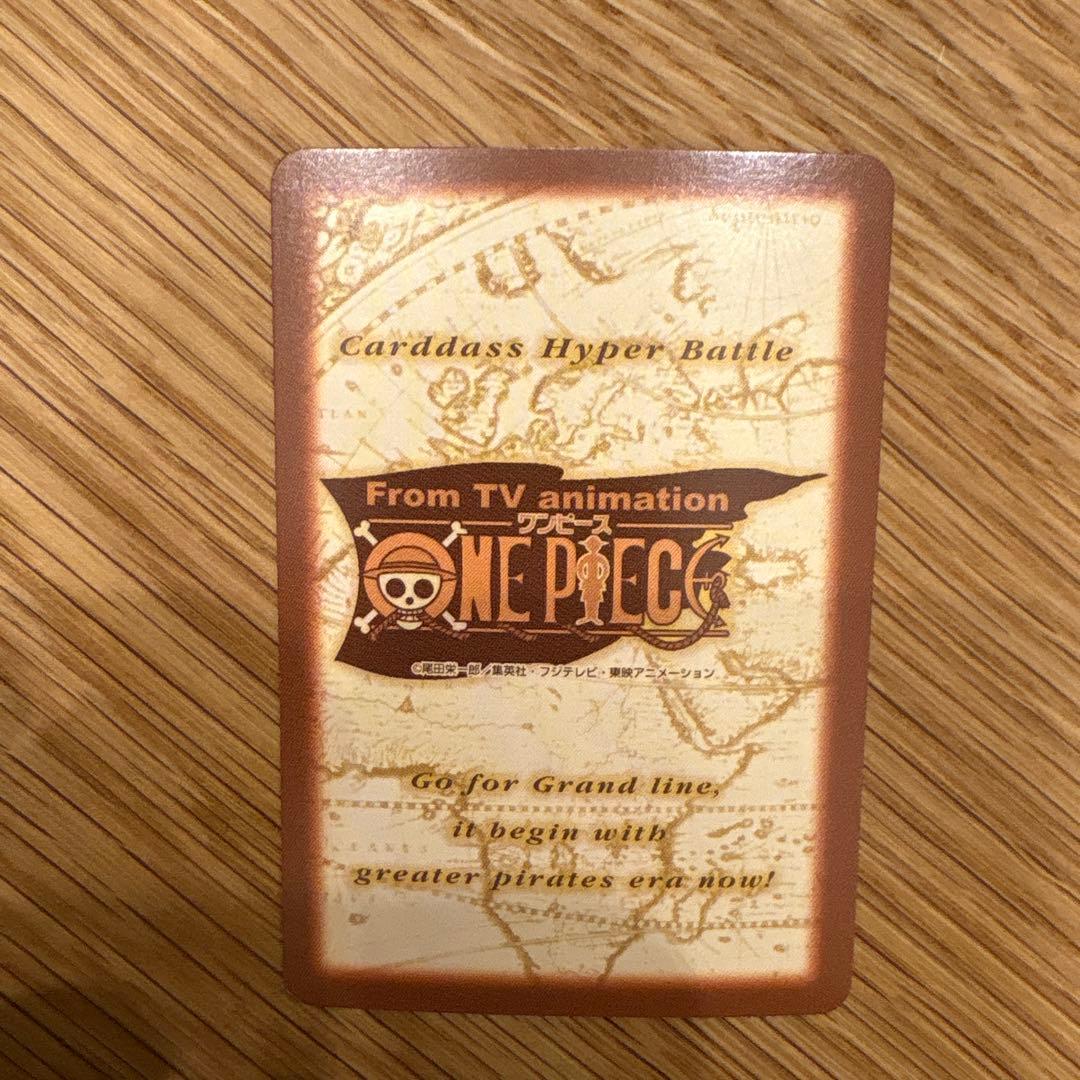 Carddass Hyper Battle
TLAN
From TV animation
ワンピース
ONE PIECE
©尾田栄一郎/集英社・フジテレビ・東映アニメーション
Go for Grand line,
it begin with
greater pirates era now!